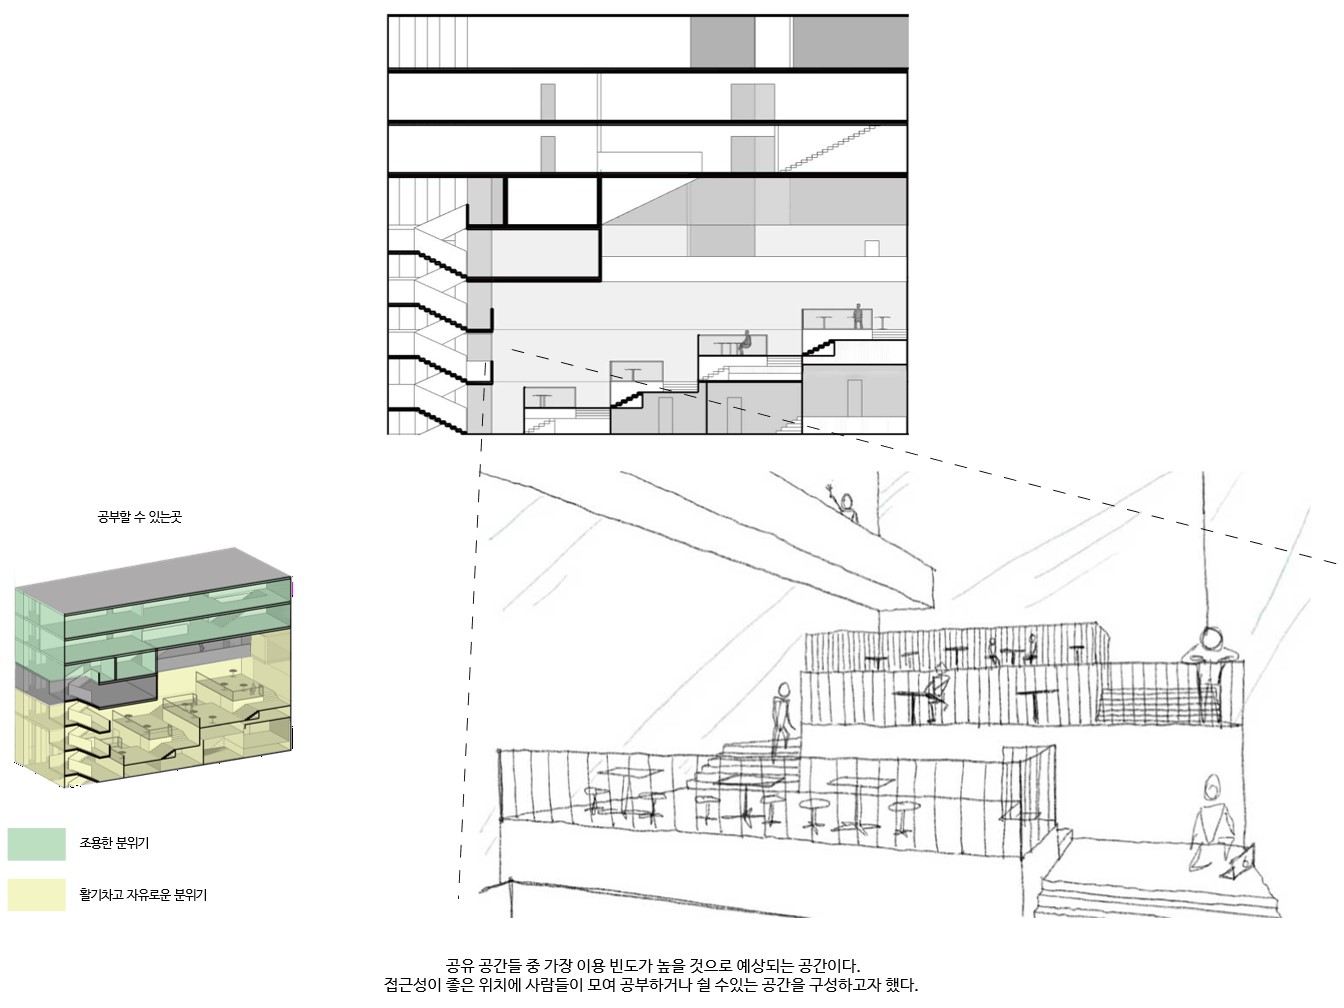 공부할 수 있는곳
조용한 분위기
활기차고 자유로운 분위기
공유 공간들 중 가장 이용 빈도가 높을 것으로 예상되는 공간이다.
접근성이 좋은 위치에 사람들이 모여 공부하거나 쉴 수있는 공간을 구성하고자 했다.